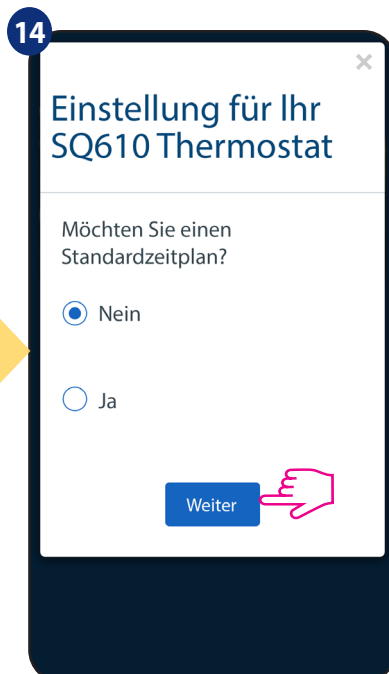 14
×
Einstellung für Ihr
SQ610 Thermostat
Möchten Sie einen
Standardzeitplan?
Nein
Ja
Weiter